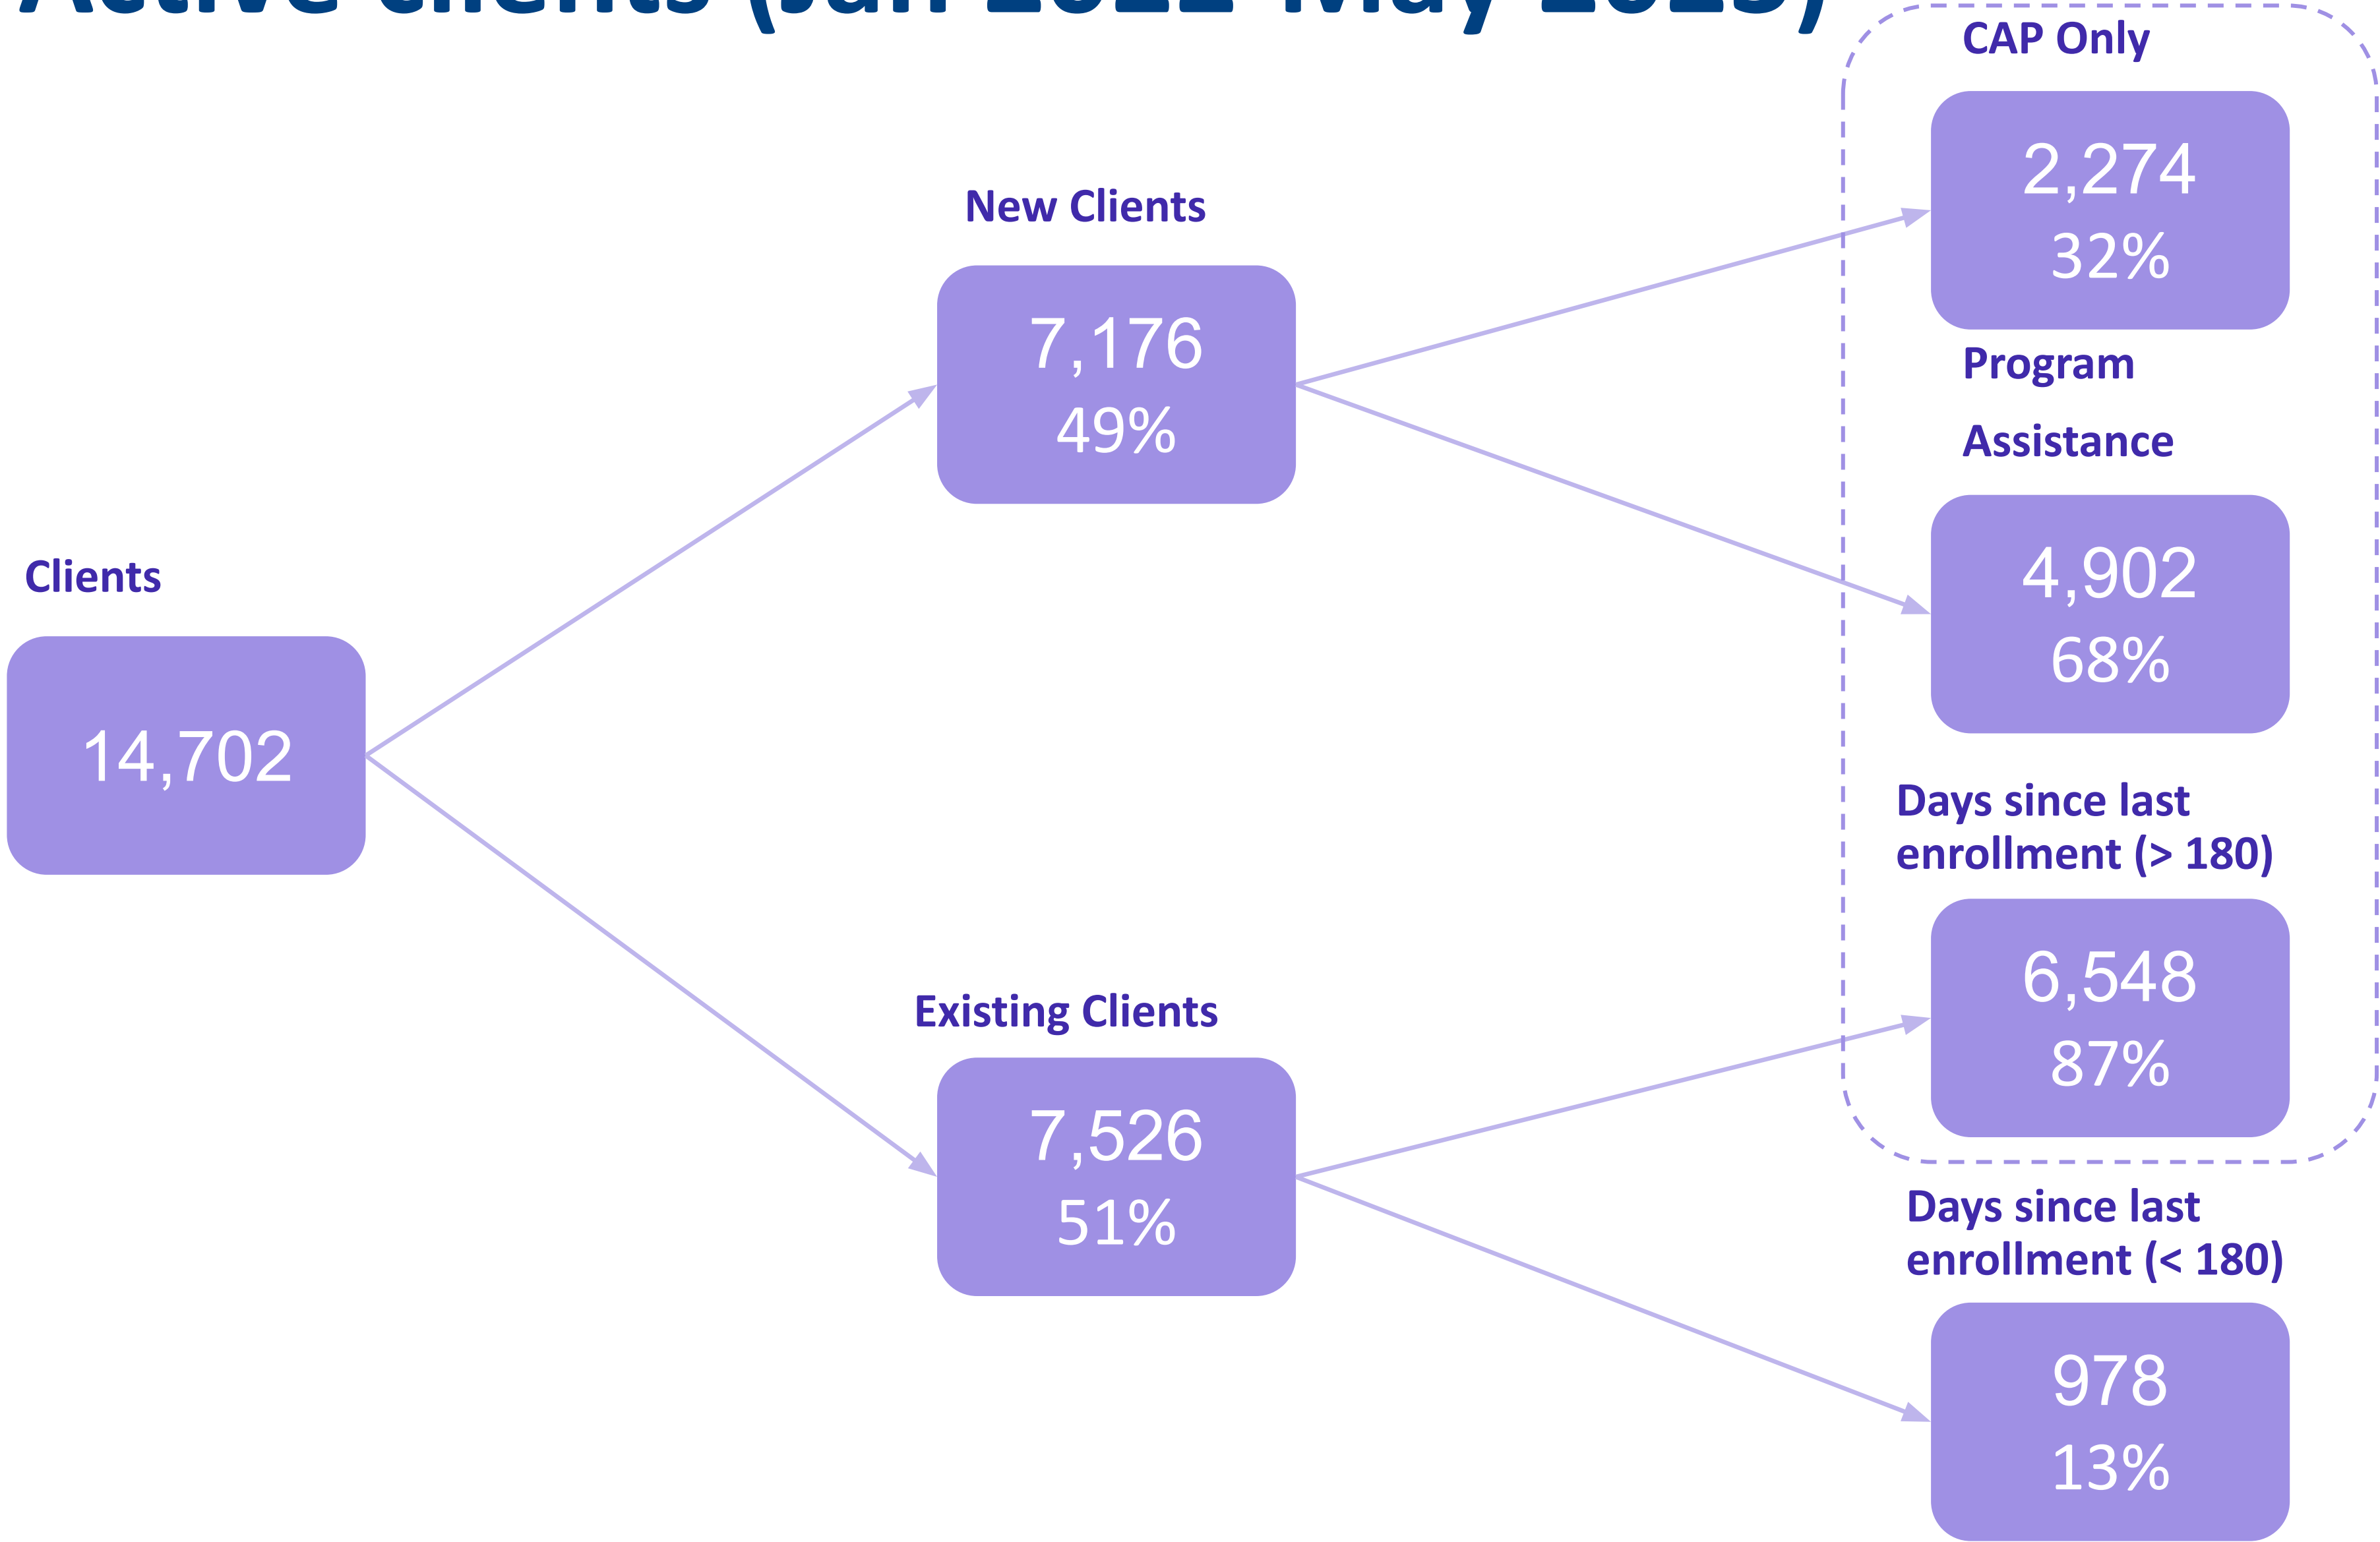 CAP Only
2,274
32%
New Clients
7,176
49%
Program
Assistance
4,902
68%
Clients
14,702
Days since last
enrollment (> 180)
6,548
87%
Existing Clients
7,526
51%
Days since last
enrollment (< 180)
978
13%